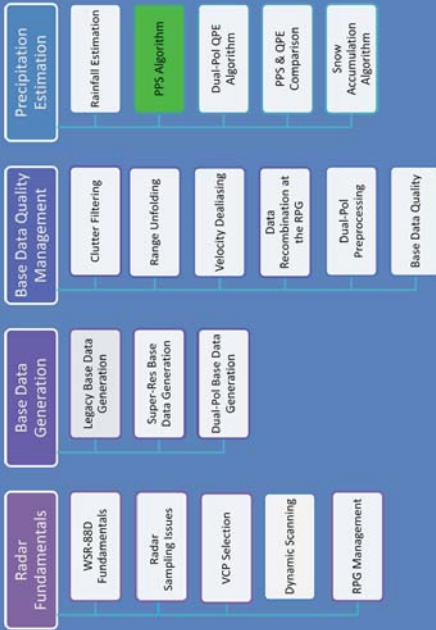 Radar
Fundamentals
WSR-88D
Fundamentals
Radar
Sampling Issues
VCP Selection
Dynamic Scanning
RPG Management
Base Data
Generation
Legacy Base Data
Generation
Super-Res Base
Data Generation
Dual-Pol Base Data
Generation
Base Data Quality
Management
Clutter Filtering
Range Unfolding
Velocity Dealiasing
Data
Recombination at
the RPG
Dual-Pol
Preprocessing
Base Data Quality
Precipitation
Estimation
Rainfall Estimation
PPS Algorithm
Dual-Pol QPE
Algorithm
PPS & QPE
Comparison
Snow
Accumulation
Algorithm